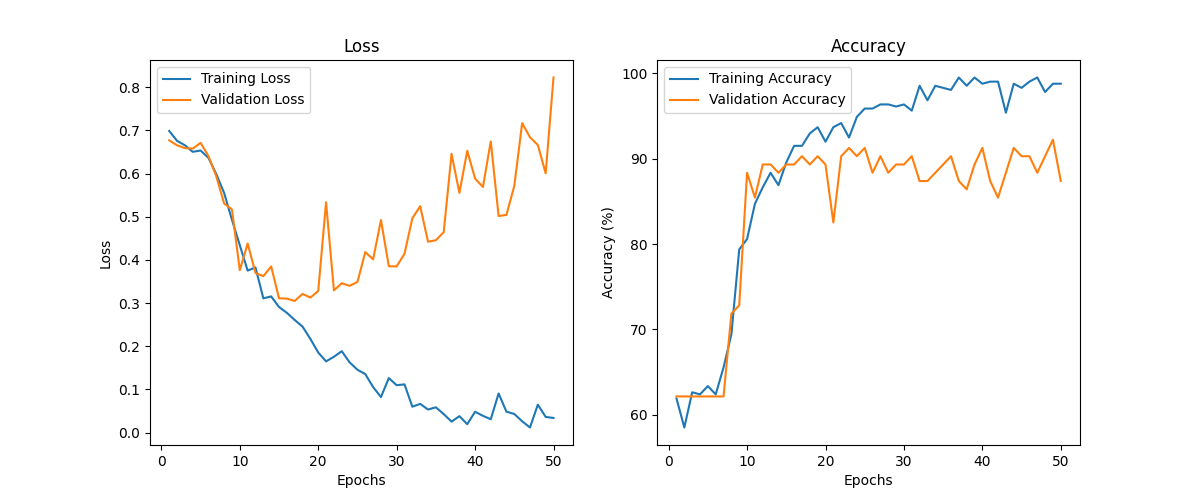 Loss
Training Loss
Validation Loss
0.8
0.7
0.6
0.5
0.4
0.3
0.2
0.1
0.0
Loss
0 10 20 30 40 50
Epochs
Accuracy
Training Accuracy
Validation Accuracy
100
90
80
70
60
Accuracy (%)
0 10 20 30 40 50
Epochs